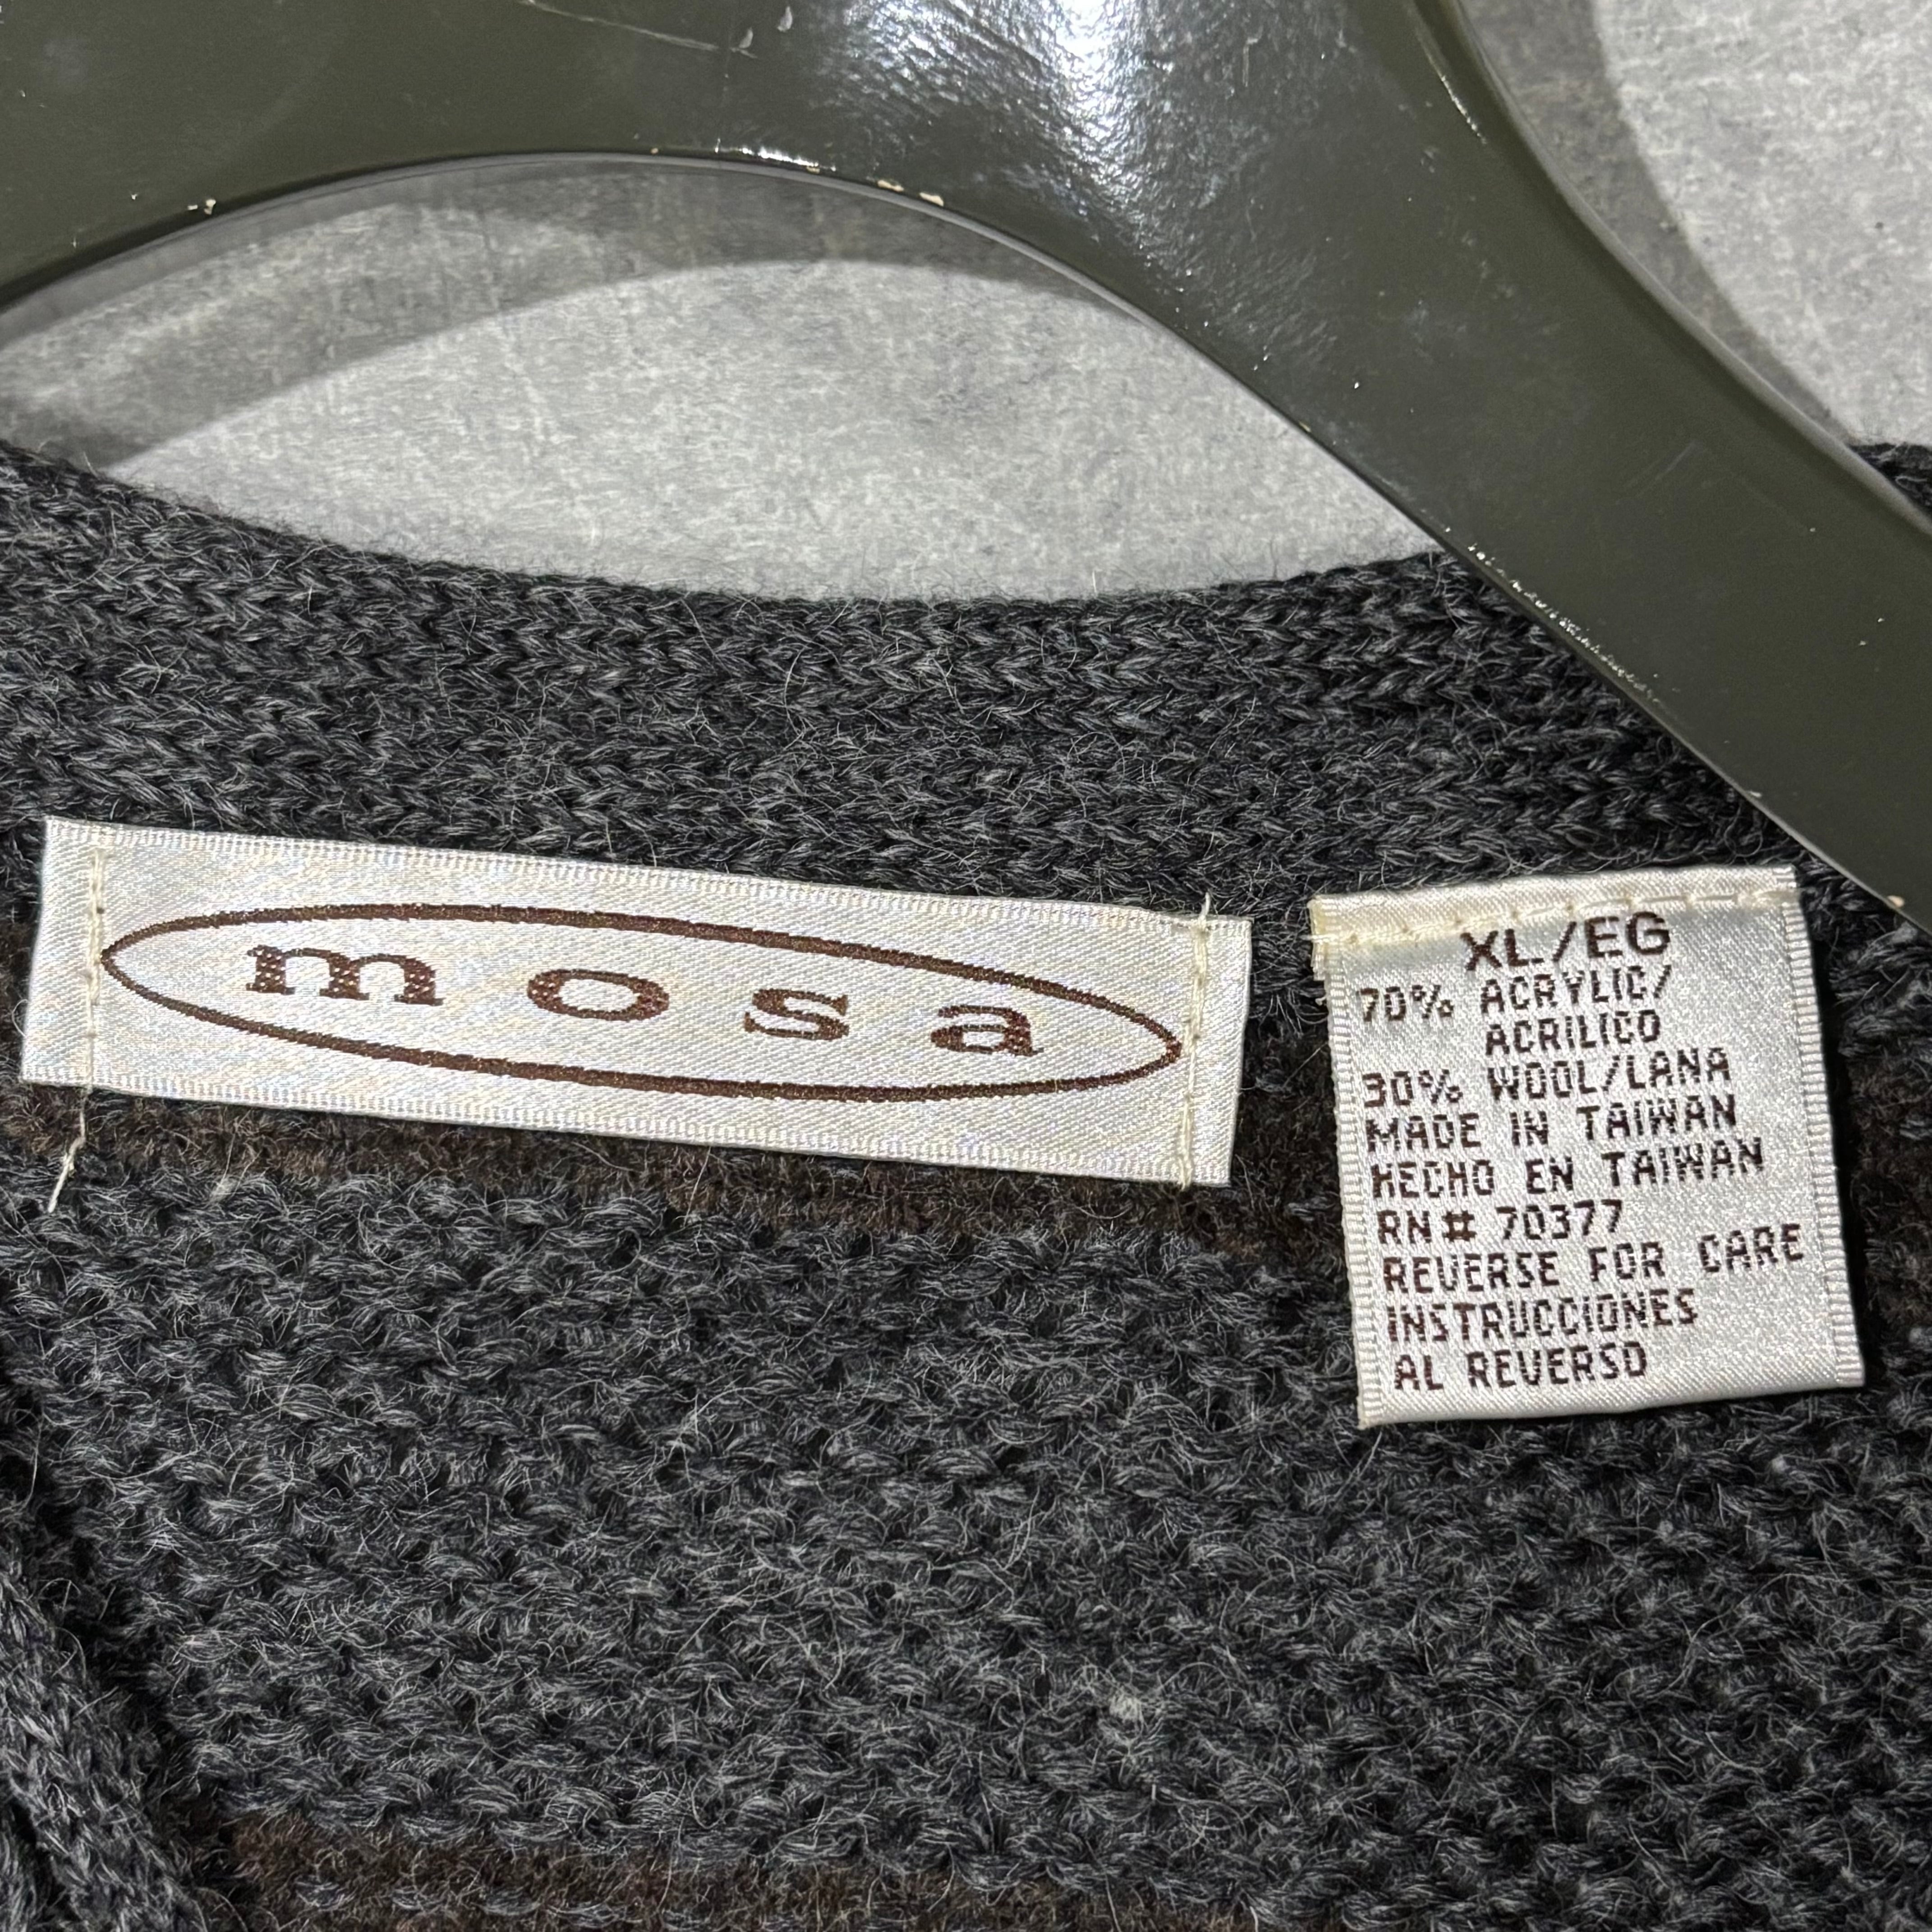 mosa
XL/EG
70% ACRYLIC/
ACRILICO
30% WOOL/LANA
MADE IN TAIWAN
HECHO EN TAIWAN
RN# 70377
REVERSE FOR CARE
INSTRUCCIONES
AL REVERSO